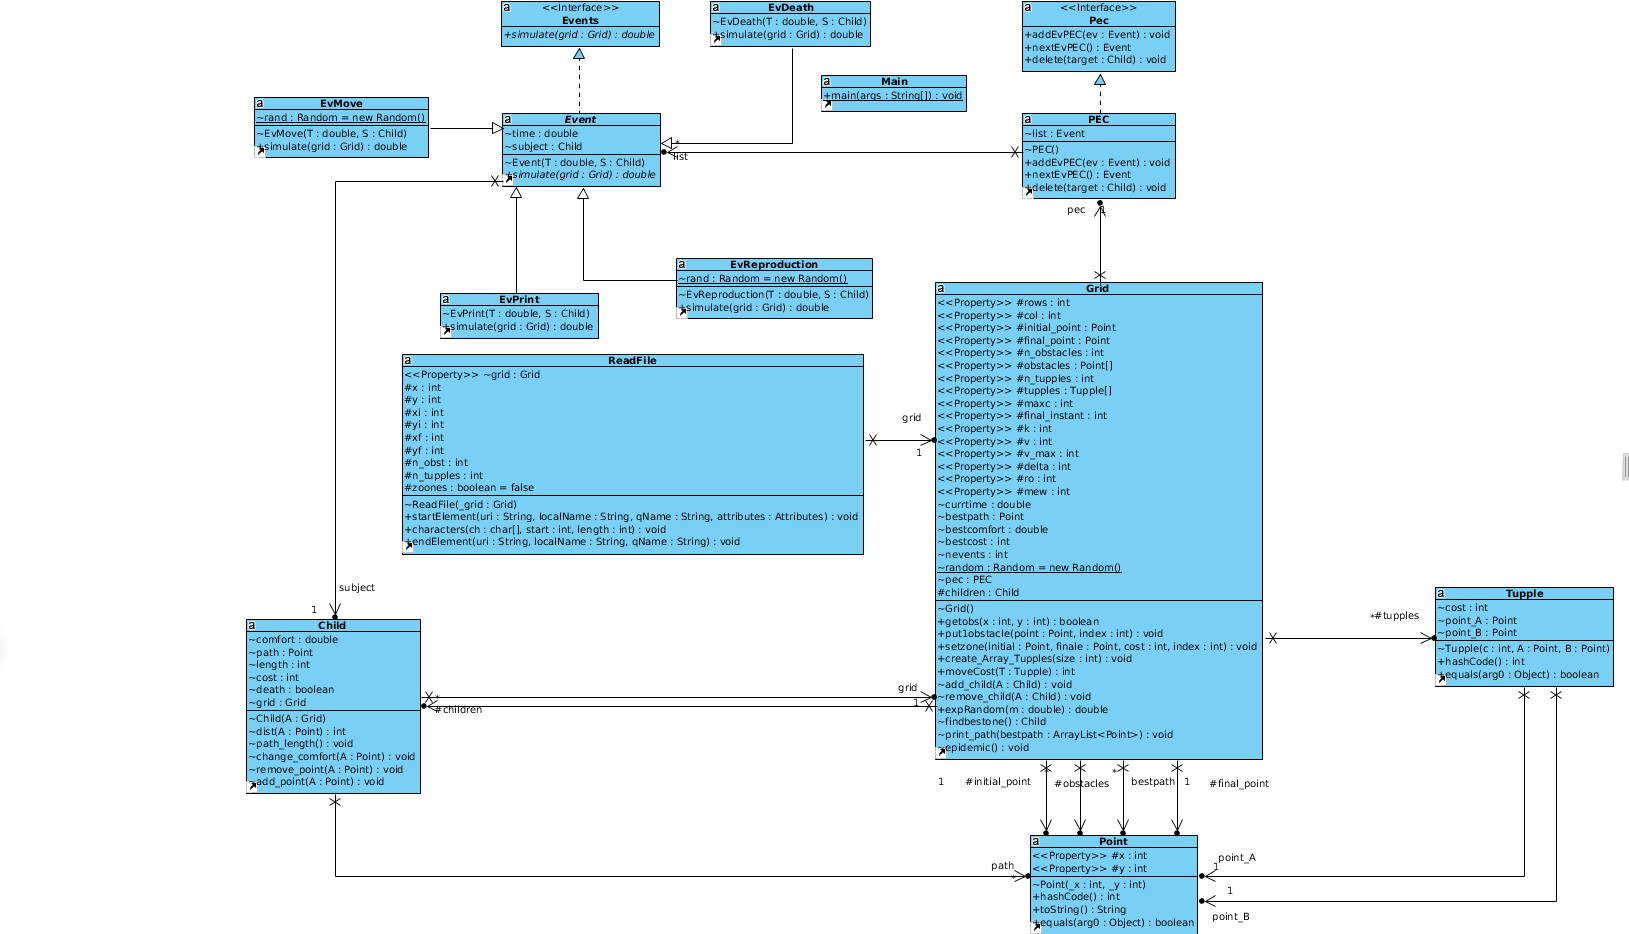 <<Interface>>
Events
+simulate(grid : Grid) : double
EvDeath
~EvDeath(T : double, S : Child)
+simulate(grid : Grid) : double
<<Interface>>
Pec
+addEvPEC(ev : Event) : void
+nextEvPEC() : Event
+delete(target : Child) : void
Main
+main(args : String[]) : void
EvMove
~rand : Random = new Random()
~EvMove(T : double, S : Child)
+simulate(grid : Grid) : double
Event
~time : double
~subject : Child
~Event(T : double, S : Child)
+simulate(grid : Grid) : double
*
list
PEC
~list : Event
~PEC()
+addEvPEC(ev : Event) : void
+nextEvPEC() : Event
+delete(target : Child) : void
pec
1
EvReproduction
~rand : Random = new Random()
~EvReproduction(T : double, S : Child)
+simulate(grid : Grid) : double
EvPrint
~EvPrint(T : double, S : Child)
+simulate(grid : Grid) : double
ReadFile
<<Property>> ~grid : Grid
#x : int
#y : int
#xi : int
#yi : int
#xf : int
#yf : int
#n_obst : int
#n_tupples : int
#zoones : boolean = false
~ReadFile(_grid : Grid)
+startElement(uri : String, localName : String, qName : String, attributes : Attributes) : void
+characters(ch : char[], start : int, length : int) : void
+endElement(uri : String, localName : String, qName : String) : void
grid
1
Grid
<<Property>> #rows : int
<<Property>> #col : int
<<Property>> #initial_point : Point
<<Property>> #final_point : Point
<<Property>> #n_obstacles : int
<<Property>> #obstacles : Point[]
<<Property>> #n_tupples : int
<<Property>> #tupples : Tupple[]
<<Property>> #maxc : int
<<Property>> #final_instant : int
<<Property>> #k : int
<<Property>> #v : int
<<Property>> #v_max : int
<<Property>> #delta : int
<<Property>> #ro : int
<<Property>> #mew : int
~currtime : double
~bestpath : Point
~bestcomfort : double
~bestcost : int
~nevents : int
~random : Random = new Random()
~pec : PEC
#children : Child
~Grid()
+getobs(x : int, y : int) : boolean
+put1obstacle(point : Point, index : int) : void
+setzone(initial : Point, finale : Point, cost : int, index : int) : void
+create_Array_Tupples(size : int) : void
+moveCost(T : Tupple) : int
~add_child(A : Child) : void
~remove_child(A : Child) : void
+expRandom(m : double) : double
~findbestone() : Child
~print_path(bestpath : ArrayList<Point>) : void
~epidemic() : void
subject
1
Child
~comfort : double
~path : Point
~length : int
~cost : int
~death : boolean
~grid : Grid
~Child(A : Grid)
~dist(A : Point) : int
~path_length() : void
~change_comfort(A : Point) : void
~remove_point(A : Point) : void
~add_point(A : Point) : void
*
#children
grid
1
*#tupples
Tupple
~cost : int
~point_A : Point
~point_B : Point
~Tupple(c : int, A : Point, B : Point)
+hashCode() : int
+equals(arg0 : Object) : boolean
1
#initial_point
*
#obstacles
*
bestpath
1
#final_point
Point
<<Property>> #x : int
<<Property>> #y : int
~Point(_x : int, _y : int)
+hashCode() : int
+toString() : String
+equals(arg0 : Object) : boolean
path
*
point_A
1
1
point_B